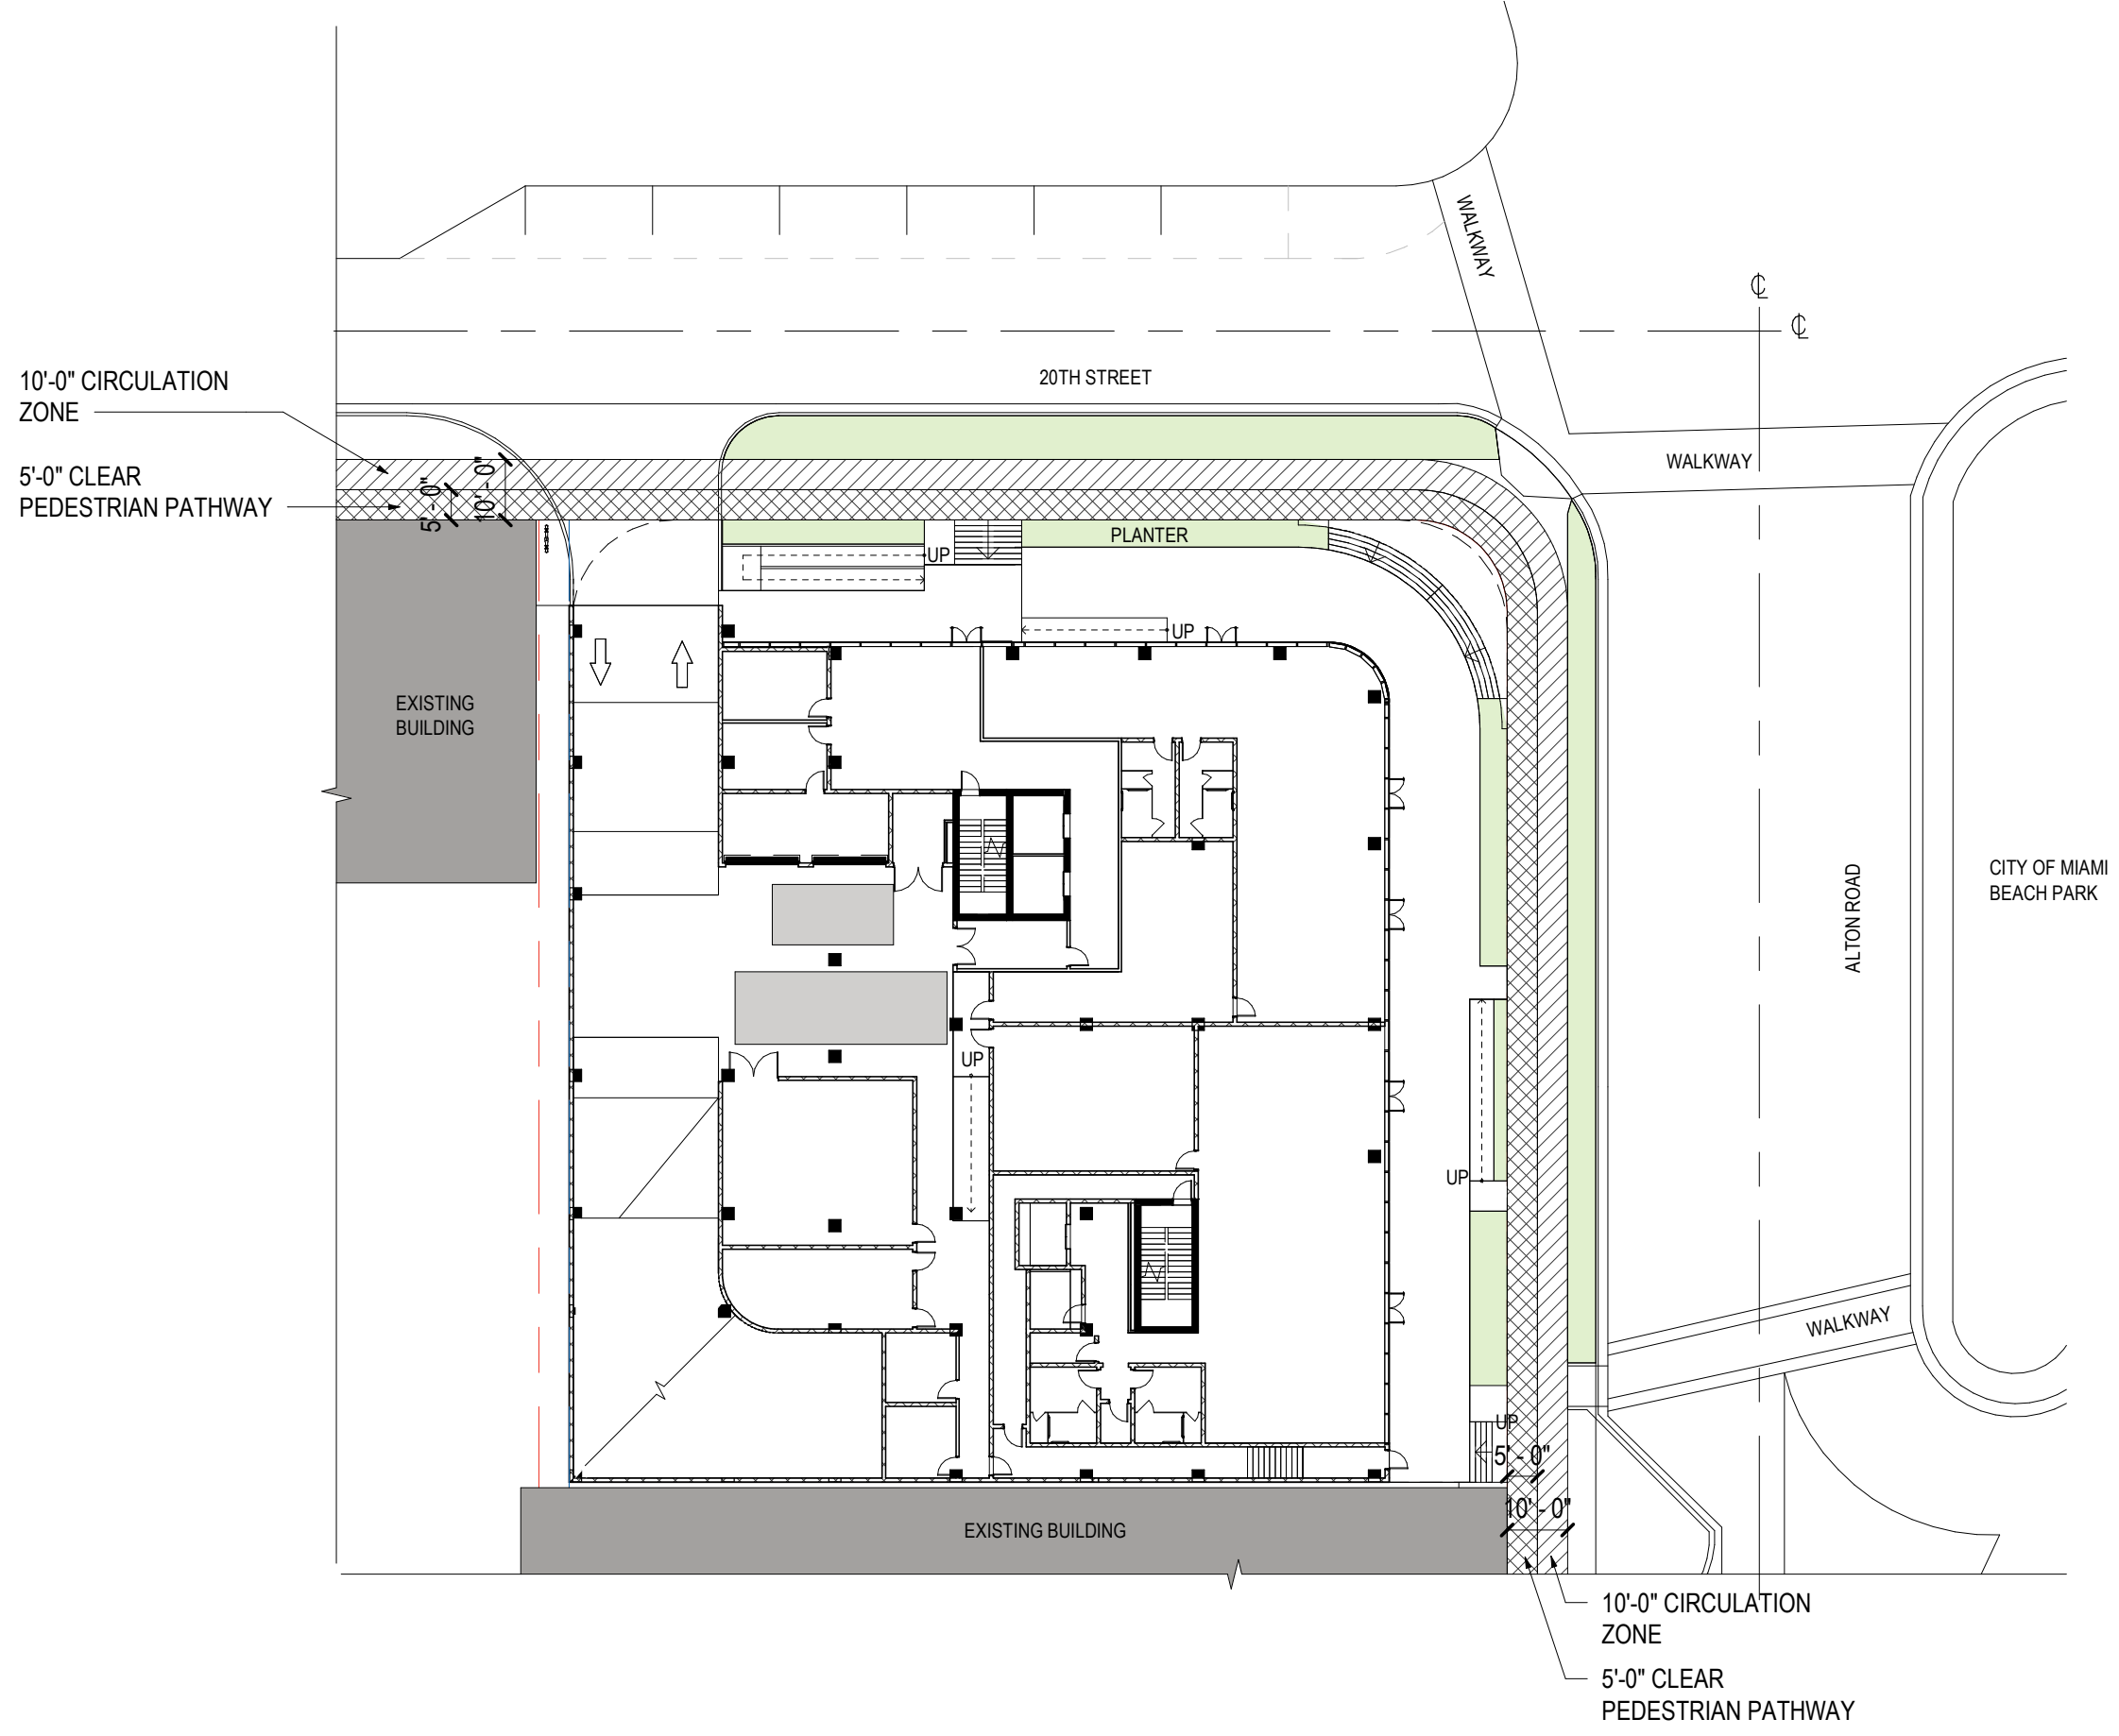 WALKWAY
℄
℄
10'-0" CIRCULATION
ZONE
20TH STREET
5'-0" CLEAR
PEDESTRIAN PATHWAY
5'-0"
10'-0"
WALKWAY
PLANTER
UP
UP
EXISTING
BUILDING
CITY OF MIAMI
BEACH PARK
ALTON ROAD
UP
UP
WALKWAY
UP
5'-0"
10'-0"
EXISTING BUILDING
10'-0" CIRCULATION
ZONE
5'-0" CLEAR
PEDESTRIAN PATHWAY